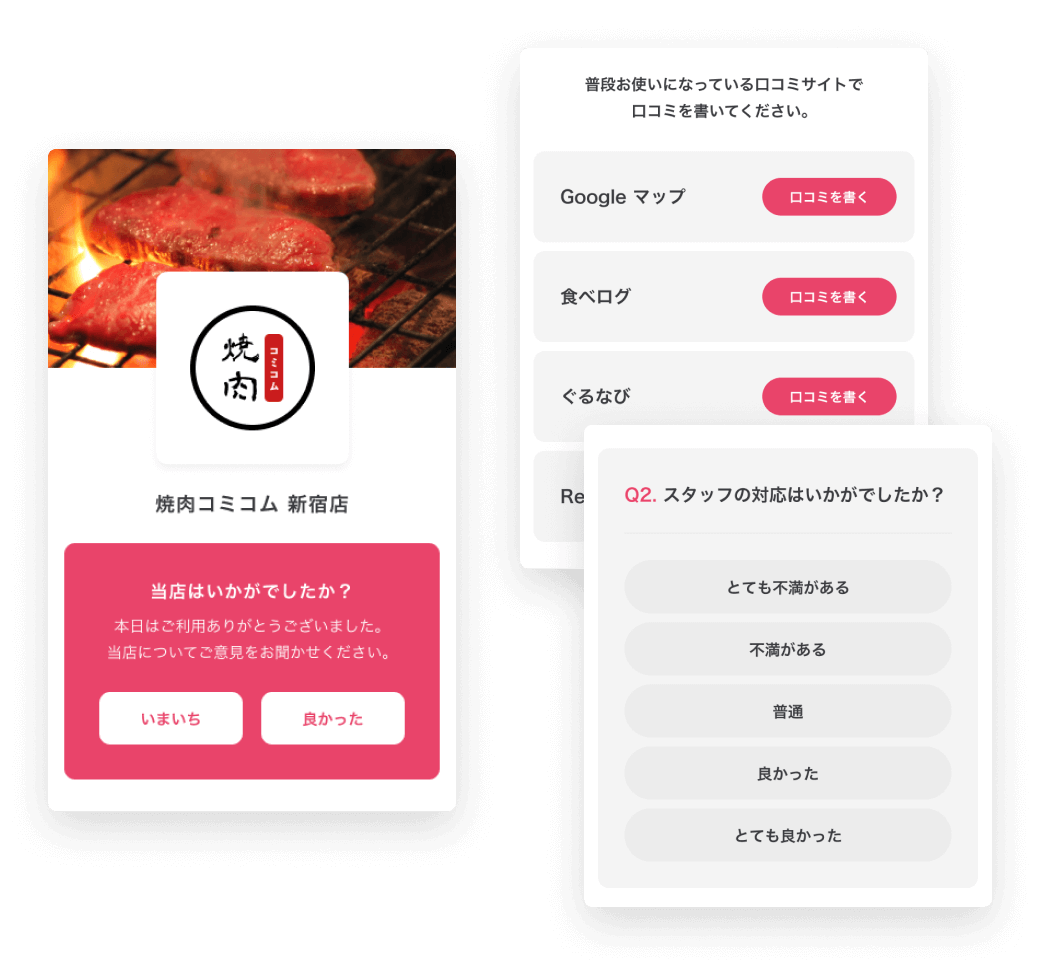 焼肉
コミコム
焼肉コミコム 新宿店
当店はいかがでしたか？
本日はご利用ありがとうございました。
当店についてご意見をお聞かせください。
いまいち
良かった
普段お使いになっている口コミサイトで
口コミを書いてください。
Google マップ
口コミを書く
食べログ
口コミを書く
ぐるなび
口コミを書く
Re
Q2. スタッフの対応はいかがでしたか？
とても不満がある
不満がある
普通
良かった
とても良かった